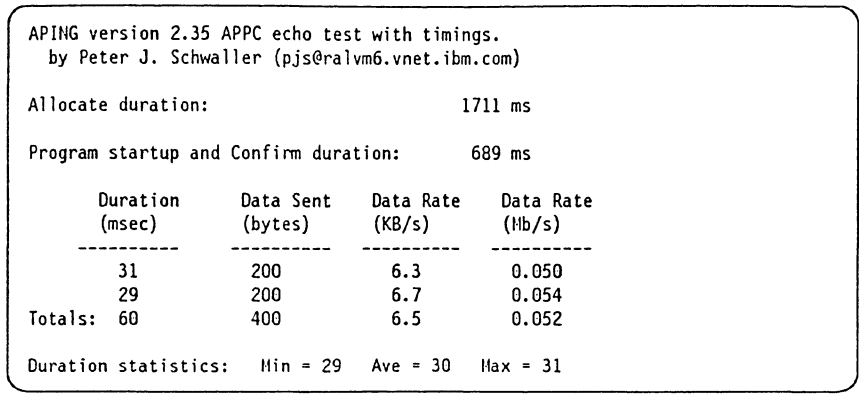 APING version 2.35 APPC echo test with timings.
by Peter J. Schwaller (pjs@ralvm6.vnet.ibm.com)
Allocate duration: 1711 ms
Program startup and Confirm duration: 689 ms
Duration Data Sent Data Rate Data Rate
(msec) (bytes) (KB/s) (Mb/s)
---------- ---------- ---------- ----------
31 200 6.3 0.050
29 200 6.7 0.054
Totals: 60 400 6.5 0.052
Duration statistics: Min = 29 Ave = 30 Max = 31